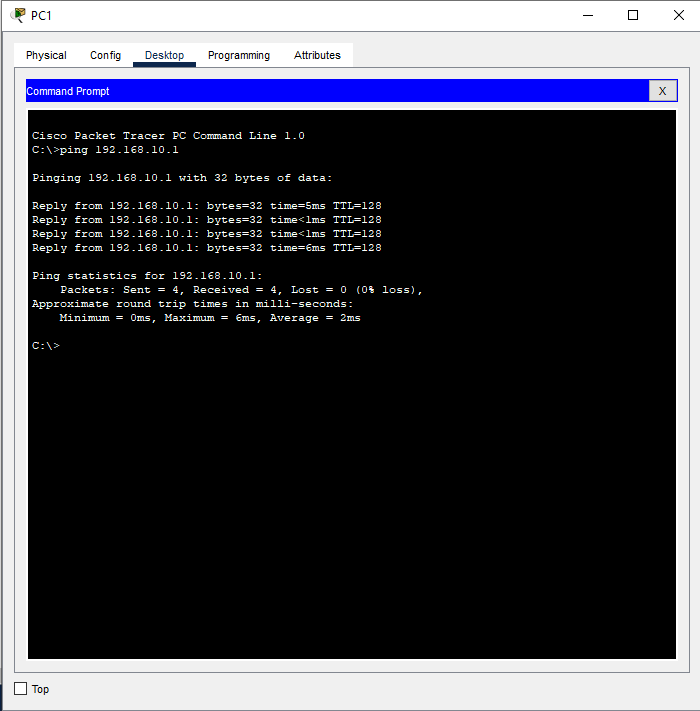 PC1
Physical Config Desktop Programming Attributes
Command Prompt X
Cisco Packet Tracer PC Command Line 1.0
C:\>ping 192.168.10.1
Pinging 192.168.10.1 with 32 bytes of data:
Reply from 192.168.10.1: bytes=32 time=5ms TTL=128
Reply from 192.168.10.1: bytes=32 time<1ms TTL=128
Reply from 192.168.10.1: bytes=32 time<1ms TTL=128
Reply from 192.168.10.1: bytes=32 time=6ms TTL=128
Ping statistics for 192.168.10.1:
Packets: Sent = 4, Received = 4, Lost = 0 (0% loss),
Approximate round trip times in milli-seconds:
Minimum = 0ms, Maximum = 6ms, Average = 2ms
C:\>
Top